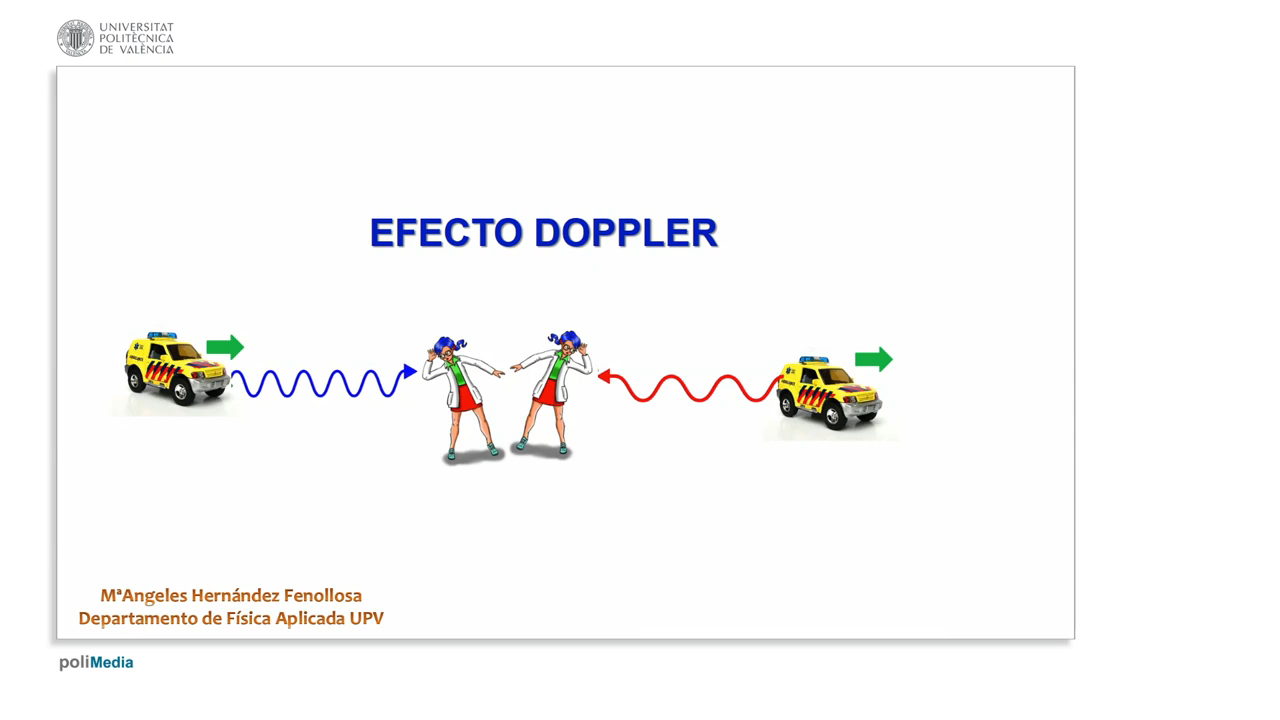 UNIVERSITAT
POLITÈCNICA
DE VALÈNCIA
EFECTO DOPPLER
MªAngeles Hernández Fenollosa
Departamento de Física Aplicada UPV
poliMedia